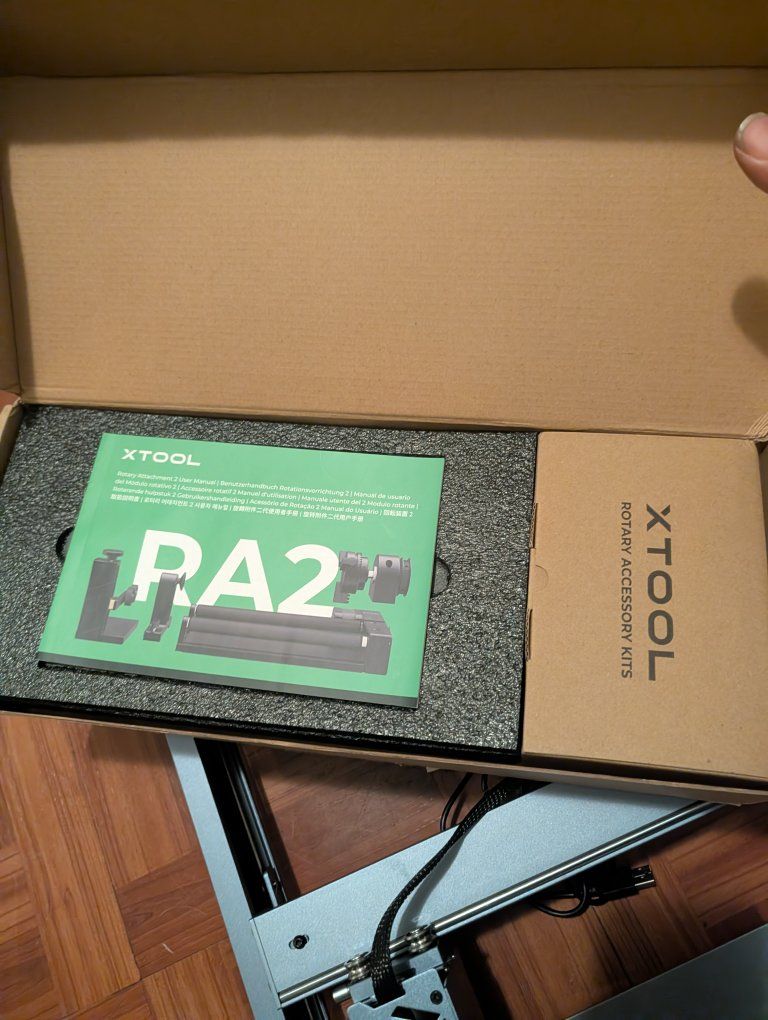 XTOOL
Rotary Attachment 2 User Manual | Benutzerhandbuch Rotationsvorrichtung 2 | Manual de usuario
del Módulo rotativo 2 | Accessoire rotatif 2 Manuel d'utilisation | Manuale utente del 2 Modulo rotante |
Roterende hubstuk 2 Gebruikershandleiding | Acessório de Rotação 2 Manual do Usuário | 回転装置 2
取扱説明書 | 로터리 어태치먼트 2 사용자 매뉴얼 | 旋轉附件二代使用者手冊 | 旋转附件二代用户手册
RA2
XTOOL
ROTARY ACCESSORY KITS